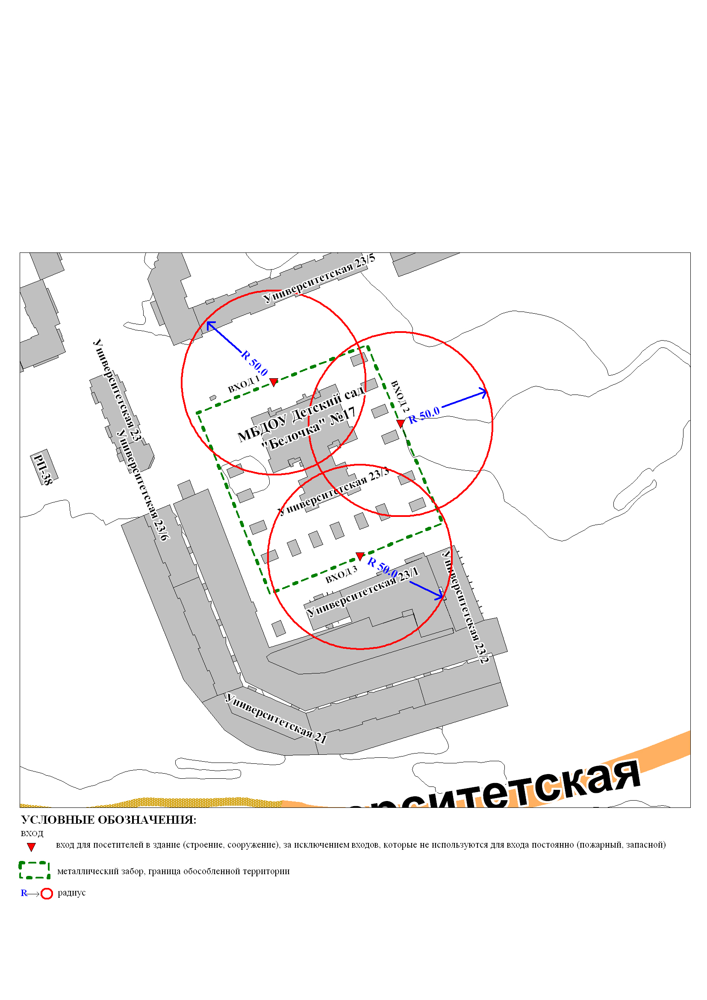 Университетская 23/5
R 50.0
Университетская 23
ВХОД 1
ВХОД 2
R 50.0
МБДОУ Детский сад
"Белочка" №17
Университетская 23/6
РП-38
Университетская 23/3
R 50.0
ВХОД 3
Университетская 23/1
Университетская 23/2
Университетская 21
ерситетская
УСЛОВНЫЕ ОБОЗНАЧЕНИЯ:
ВХОД
вход для посетителей в здание (строение, сооружение), за исключением входов, которые не используются для входа постоянно (пожарный, запасной)
металлический забор, граница обособленной территории
R радиус